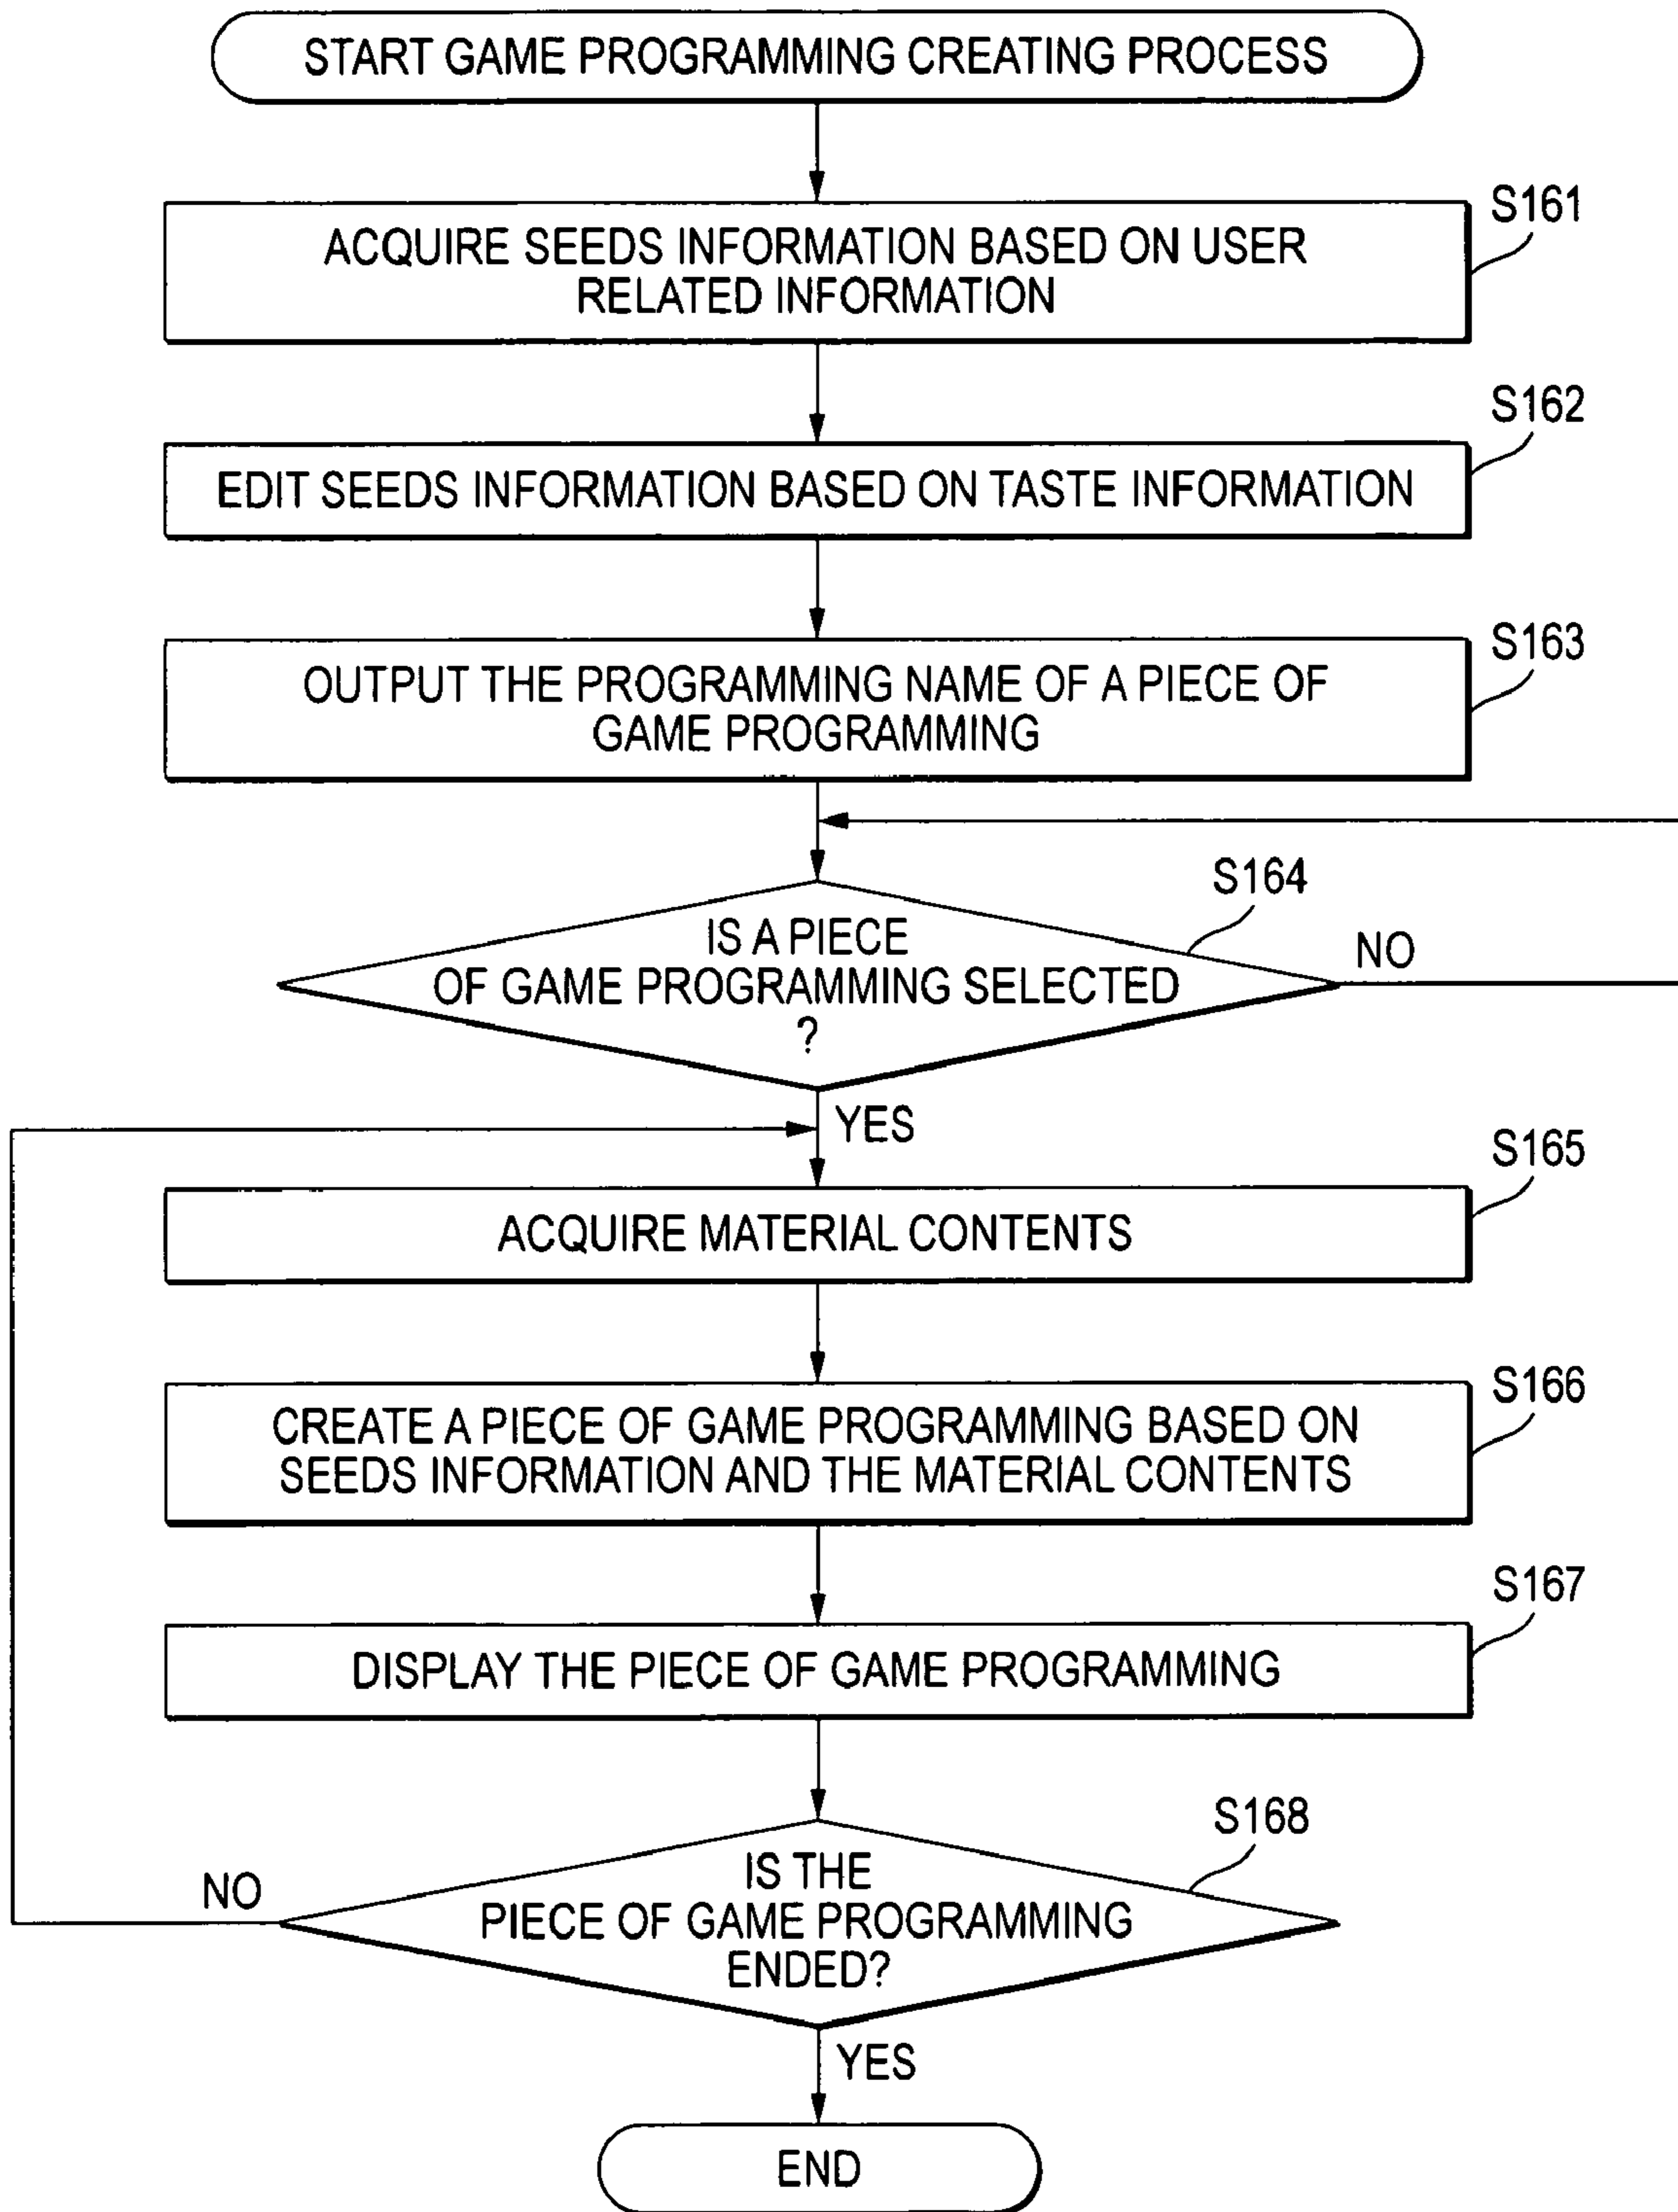 START GAME PROGRAMMING CREATING PROCESS
S161
ACQUIRE SEEDS INFORMATION BASED ON USER
RELATED INFORMATION
S162
EDIT SEEDS INFORMATION BASED ON TASTE INFORMATION
S163
OUTPUT THE PROGRAMMING NAME OF A PIECE OF
GAME PROGRAMMING
S164
IS A PIECE
OF GAME PROGRAMMING SELECTED
?
NO
YES
S165
ACQUIRE MATERIAL CONTENTS
S166
CREATE A PIECE OF GAME PROGRAMMING BASED ON
SEEDS INFORMATION AND THE MATERIAL CONTENTS
S167
DISPLAY THE PIECE OF GAME PROGRAMMING
S168
IS THE
PIECE OF GAME PROGRAMMING
ENDED?
NO
YES
END